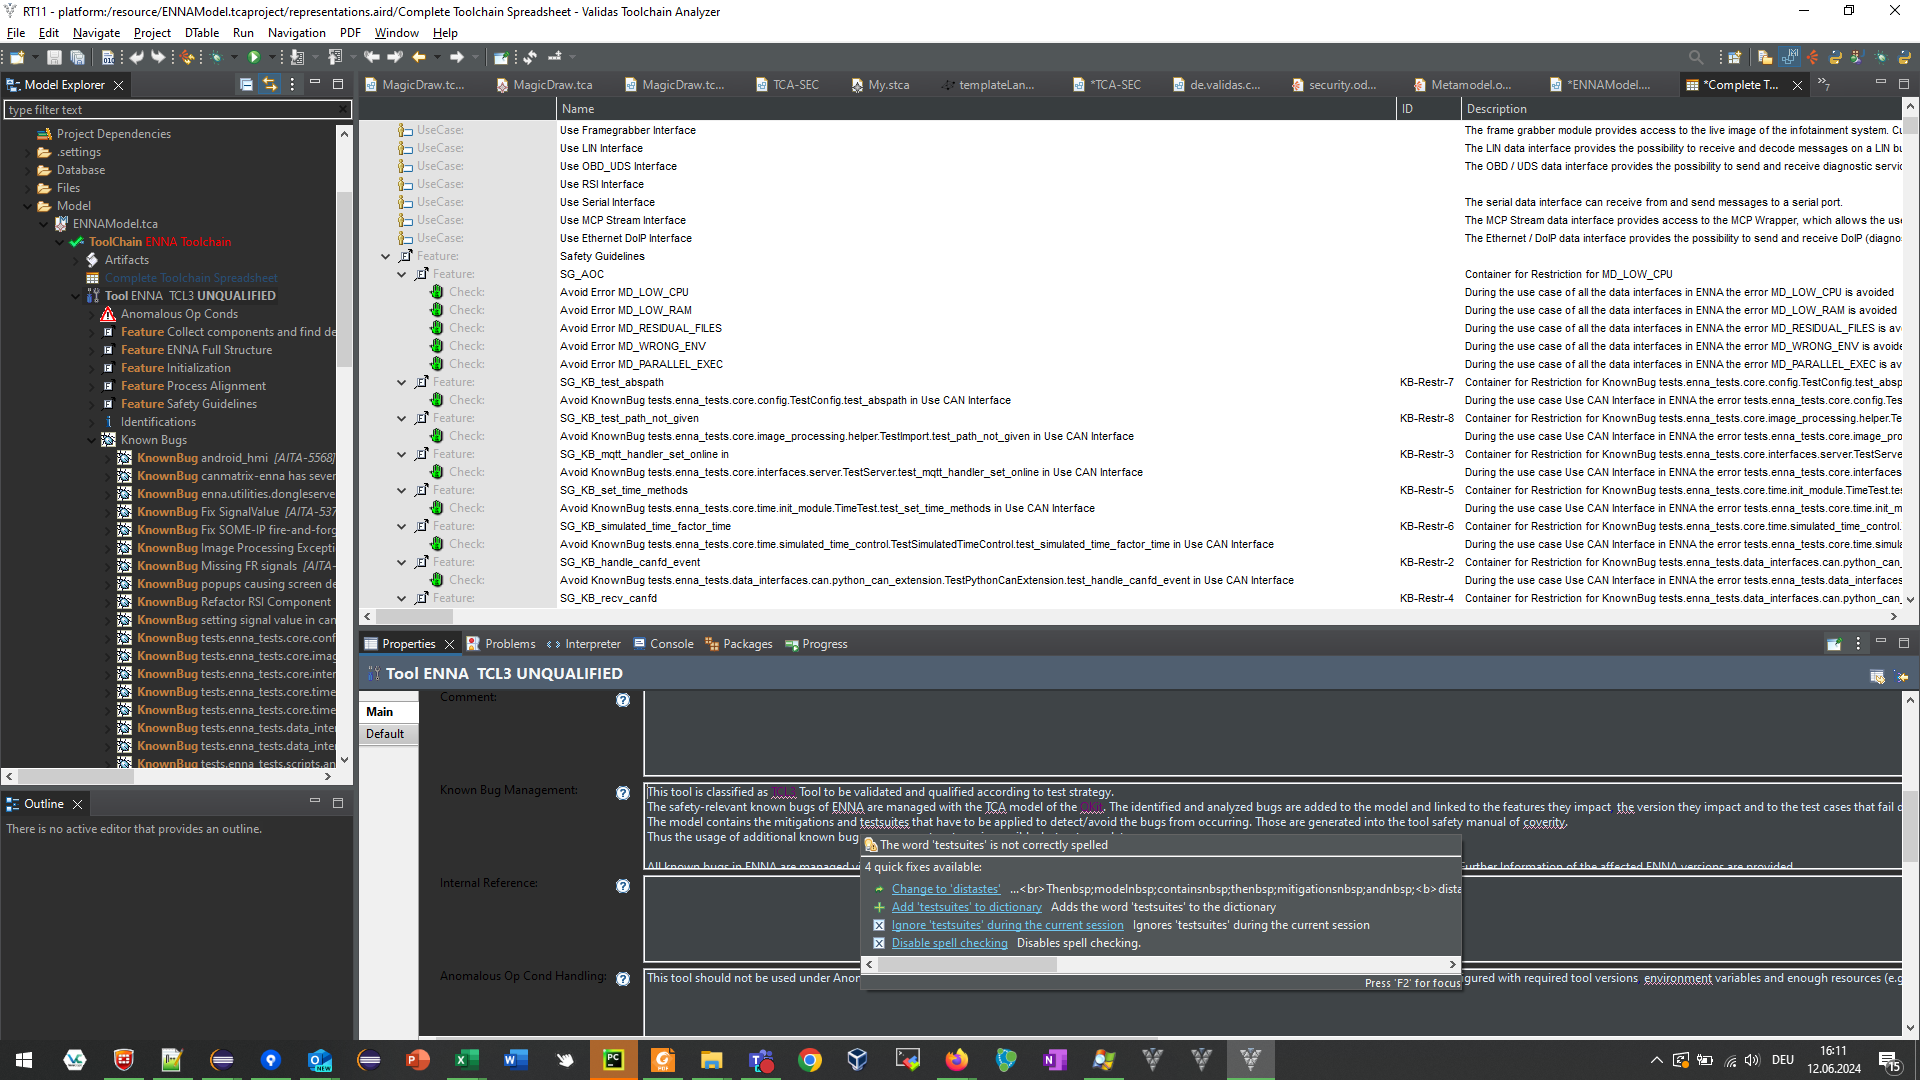 RT11 - platform:/resource/ENNAModel.tcaproject/representations.aird/Complete Toolchain Spreadsheet - Validas Toolchain Analyzer
File Edit Navigate Project DTable Run Navigation PDF Window Help
Model Explorer
MagicDraw.tc... MagicDraw.tca MagicDraw.tc... TCA-SEC My.stca templateLan... *TCA-SEC de.validas.c... security.od... Metamodel.o... *ENNAModel.... *Complete T... 7
type filter text
Project Dependencies
.settings
Database
Files
Model
ENNAModel.tca
ToolChain ENNA Toolchain
Artifacts
Complete Toolchain Spreadsheet
Tool ENNA TCL3 UNQUALIFIED
Anomalous Op Conds
Feature Collect components and find de
Feature ENNA Full Structure
Feature Initialization
Feature Process Alignment
Feature Safety Guidelines
Identifications
Known Bugs
KnownBug android_hmi [AITA-5568]
KnownBug canmatrix-enna has sever
KnownBug enna.utilities.dongleserve
KnownBug Fix SignalValue [AITA-537
KnownBug Fix SOME-IP fire-and-forg
KnownBug Image Processing Excepti
KnownBug Missing FR signals [AITA-
KnownBug popups causing screen de
KnownBug Refactor RSI Component
KnownBug setting signal value in can
KnownBug tests.enna_tests.core.conf
KnownBug tests.enna_tests.core.imag
KnownBug tests.enna_tests.core.inter
KnownBug tests.enna_tests.core.time
KnownBug tests.enna_tests.core.time
KnownBug tests.enna_tests.data_inter
KnownBug tests.enna_tests.data_inter
KnownBug tests.enna_tests.scripts.an
Outline
There is no active editor that provides an outline.
Name ID Description
UseCase: Use Framegrabber Interface The frame grabber module provides access to the live image of the infotainment system. Cu
UseCase: Use LIN Interface The LIN data interface provides the possibility to receive and decode messages on a LIN bu
UseCase: Use OBD_UDS Interface The OBD / UDS data interface provides the possibility to send and receive diagnostic servic
UseCase: Use RSI Interface
UseCase: Use Serial Interface The serial data interface can receive from and send messages to a serial port.
UseCase: Use MCP Stream Interface The MCP Stream data interface provides access to the MCP Wrapper, which allows the use
UseCase: Use Ethernet DoIP Interface The Ethernet / DoIP data interface provides the possibility to send and receive DoIP (diagno
Feature: Safety Guidelines
Feature: SG_AOC Container for Restriction for MD_LOW_CPU
Check: Avoid Error MD_LOW_CPU During the use case of all the data interfaces in ENNA the error MD_LOW_CPU is avoided
Check: Avoid Error MD_LOW_RAM During the use case of all the data interfaces in ENNA the error MD_LOW_RAM is avoided
Check: Avoid Error MD_RESIDUAL_FILES During the use case of all the data interfaces in ENNA the error MD_RESIDUAL_FILES is av
Check: Avoid Error MD_WRONG_ENV During the use case of all the data interfaces in ENNA the error MD_WRONG_ENV is avoide
Check: Avoid Error MD_PARALLEL_EXEC During the use case of all the data interfaces in ENNA the error MD_PARALLEL_EXEC is av
Feature: SG_KB_test_abspath KB-Restr-7 Container for Restriction for KnownBug tests.enna_tests.core.config.TestConfig.test_absp
Check: Avoid KnownBug tests.enna_tests.core.config.TestConfig.test_abspath in Use CAN Interface During the use case Use CAN Interface in ENNA the error tests.enna_tests.core.config.Tes
Feature: SG_KB_test_path_not_given KB-Restr-8 Container for Restriction for KnownBug tests.enna_tests.core.image_processing.helper.Te
Check: Avoid KnownBug tests.enna_tests.core.image_processing.helper.TestImport.test_path_not_given in Use CAN Interface During the use case Use CAN Interface in ENNA the error tests.enna_tests.core.image_pro
Feature: SG_KB_mqtt_handler_set_online in KB-Restr-3 Container for Restriction for KnownBug tests.enna_tests.core.interfaces.server.TestServe
Check: Avoid KnownBug tests.enna_tests.core.interfaces.server.TestServer.test_mqtt_handler_set_online in Use CAN Interface During the use case Use CAN Interface in ENNA the error tests.enna_tests.core.interfaces
Feature: SG_KB_set_time_methods KB-Restr-5 Container for Restriction for KnownBug tests.enna_tests.core.time.init_module.TimeTest.te
Check: Avoid KnownBug tests.enna_tests.core.time.init_module.TimeTest.test_set_time_methods in Use CAN Interface During the use case Use CAN Interface in ENNA the error tests.enna_tests.core.time.init_m
Feature: SG_KB_simulated_time_factor_time KB-Restr-6 Container for Restriction for KnownBug tests.enna_tests.core.time.simulated_time_control.
Check: Avoid KnownBug tests.enna_tests.core.time.simulated_time_control.TestSimulatedTimeControl.test_simulated_time_factor_time in Use CAN Interface During the use case Use CAN Interface in ENNA the error tests.enna_tests.core.time.simula
Feature: SG_KB_handle_canfd_event KB-Restr-2 Container for Restriction for KnownBug tests.enna_tests.data_interfaces.can.python_can_
Check: Avoid KnownBug tests.enna_tests.data_interfaces.can.python_can_extension.TestPythonCanExtension.test_handle_canfd_event in Use CAN Interface During the use case Use CAN Interface in ENNA the error tests.enna_tests.data_interfaces
Feature: SG_KB_recv_canfd KB-Restr-4 Container for Restriction for KnownBug tests.enna_tests.data_interfaces.can.python_can_
Properties Problems Interpreter Console Packages Progress
Tool ENNA TCL3 UNQUALIFIED
Main
Default
Comment:
Known Bug Management:
This tool is classified as TCL3 Tool to be validated and qualified according to test strategy.
The safety-relevant known bugs of ENNA are managed with the TCA model of the . The identified and analyzed bugs are added to the model and linked to the features they impact the version they impact and to the test cases that fail c
The model contains the mitigations and testsuites that have to be applied to detect/avoid the bugs from occurring. Those are generated into the tool safety manual of coverity.
Thus the usage of additional known bug
All known bugs in ENNA are managed vi urther Information of the affected ENNA versions are provided
The word 'testsuites' is not correctly spelled
4 quick fixes available:
Change to 'distastes' ...<br>Thenbsp;modelnbsp;containsnbsp;thenbsp;mitigationsnbsp;andnbsp;<b>dista
Add 'testsuites' to dictionary Adds the word 'testsuites' to the dictionary
Ignore 'testsuites' during the current session Ignores 'testsuites' during the current session
Disable spell checking Disables spell checking.
Press 'F2' for focus
Internal Reference:
Anomalous Op Cond Handling:
This tool should not be used under Anor gured with required tool versions environment variables and enough resources (e.g
DEU
16:11
12.06.2024
15